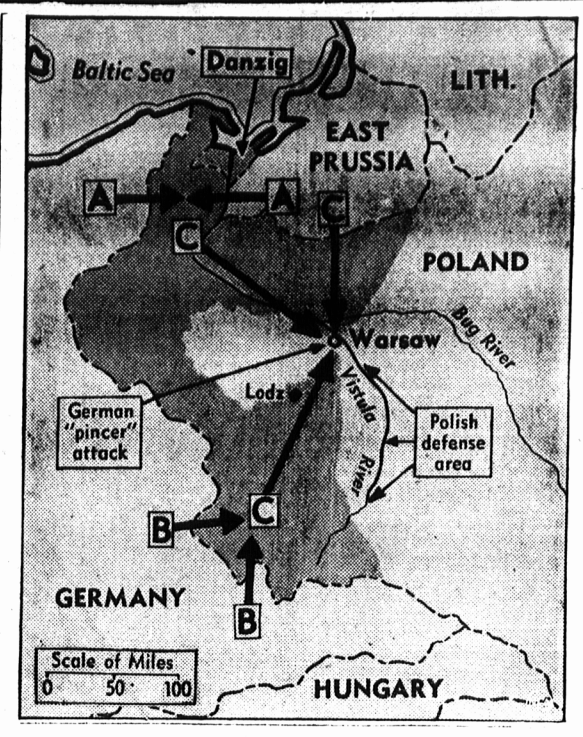 Baltic Sea
Danzig
LITH.
EAST
PRUSSIA
A
A
C
C
POLAND
Warsaw
Bug River
Lodz
Vistula
River
German
"pincer"
attack
Polish
defense
area
B
C
GERMANY
B
Scale of Miles
0 50 100
HUNGARY